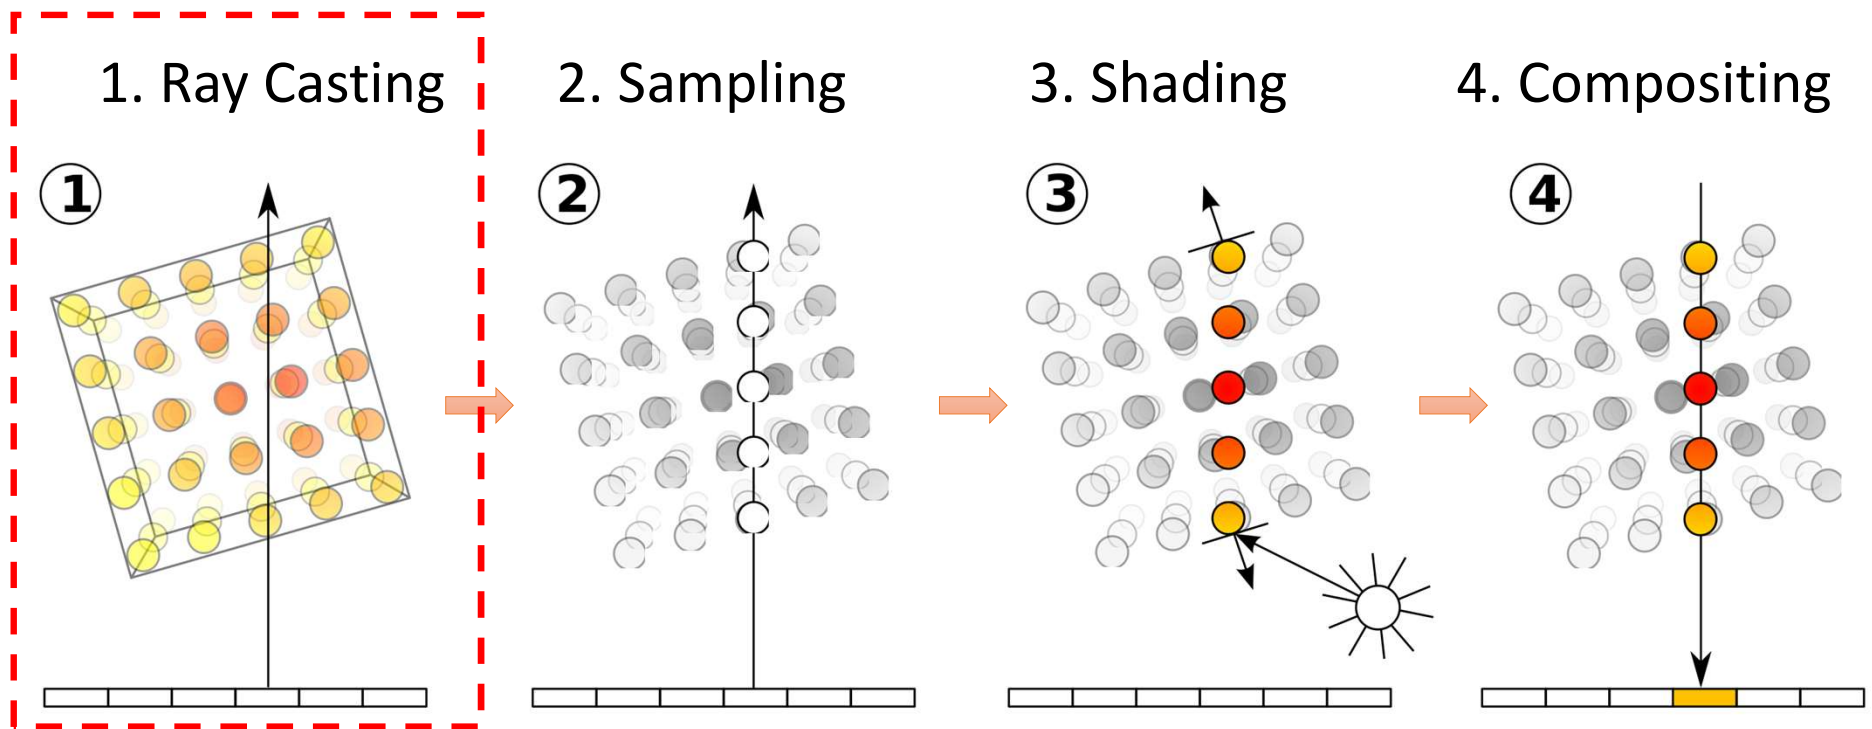 1. Ray Casting
2. Sampling
3. Shading
4. Compositing
1
2
3
4